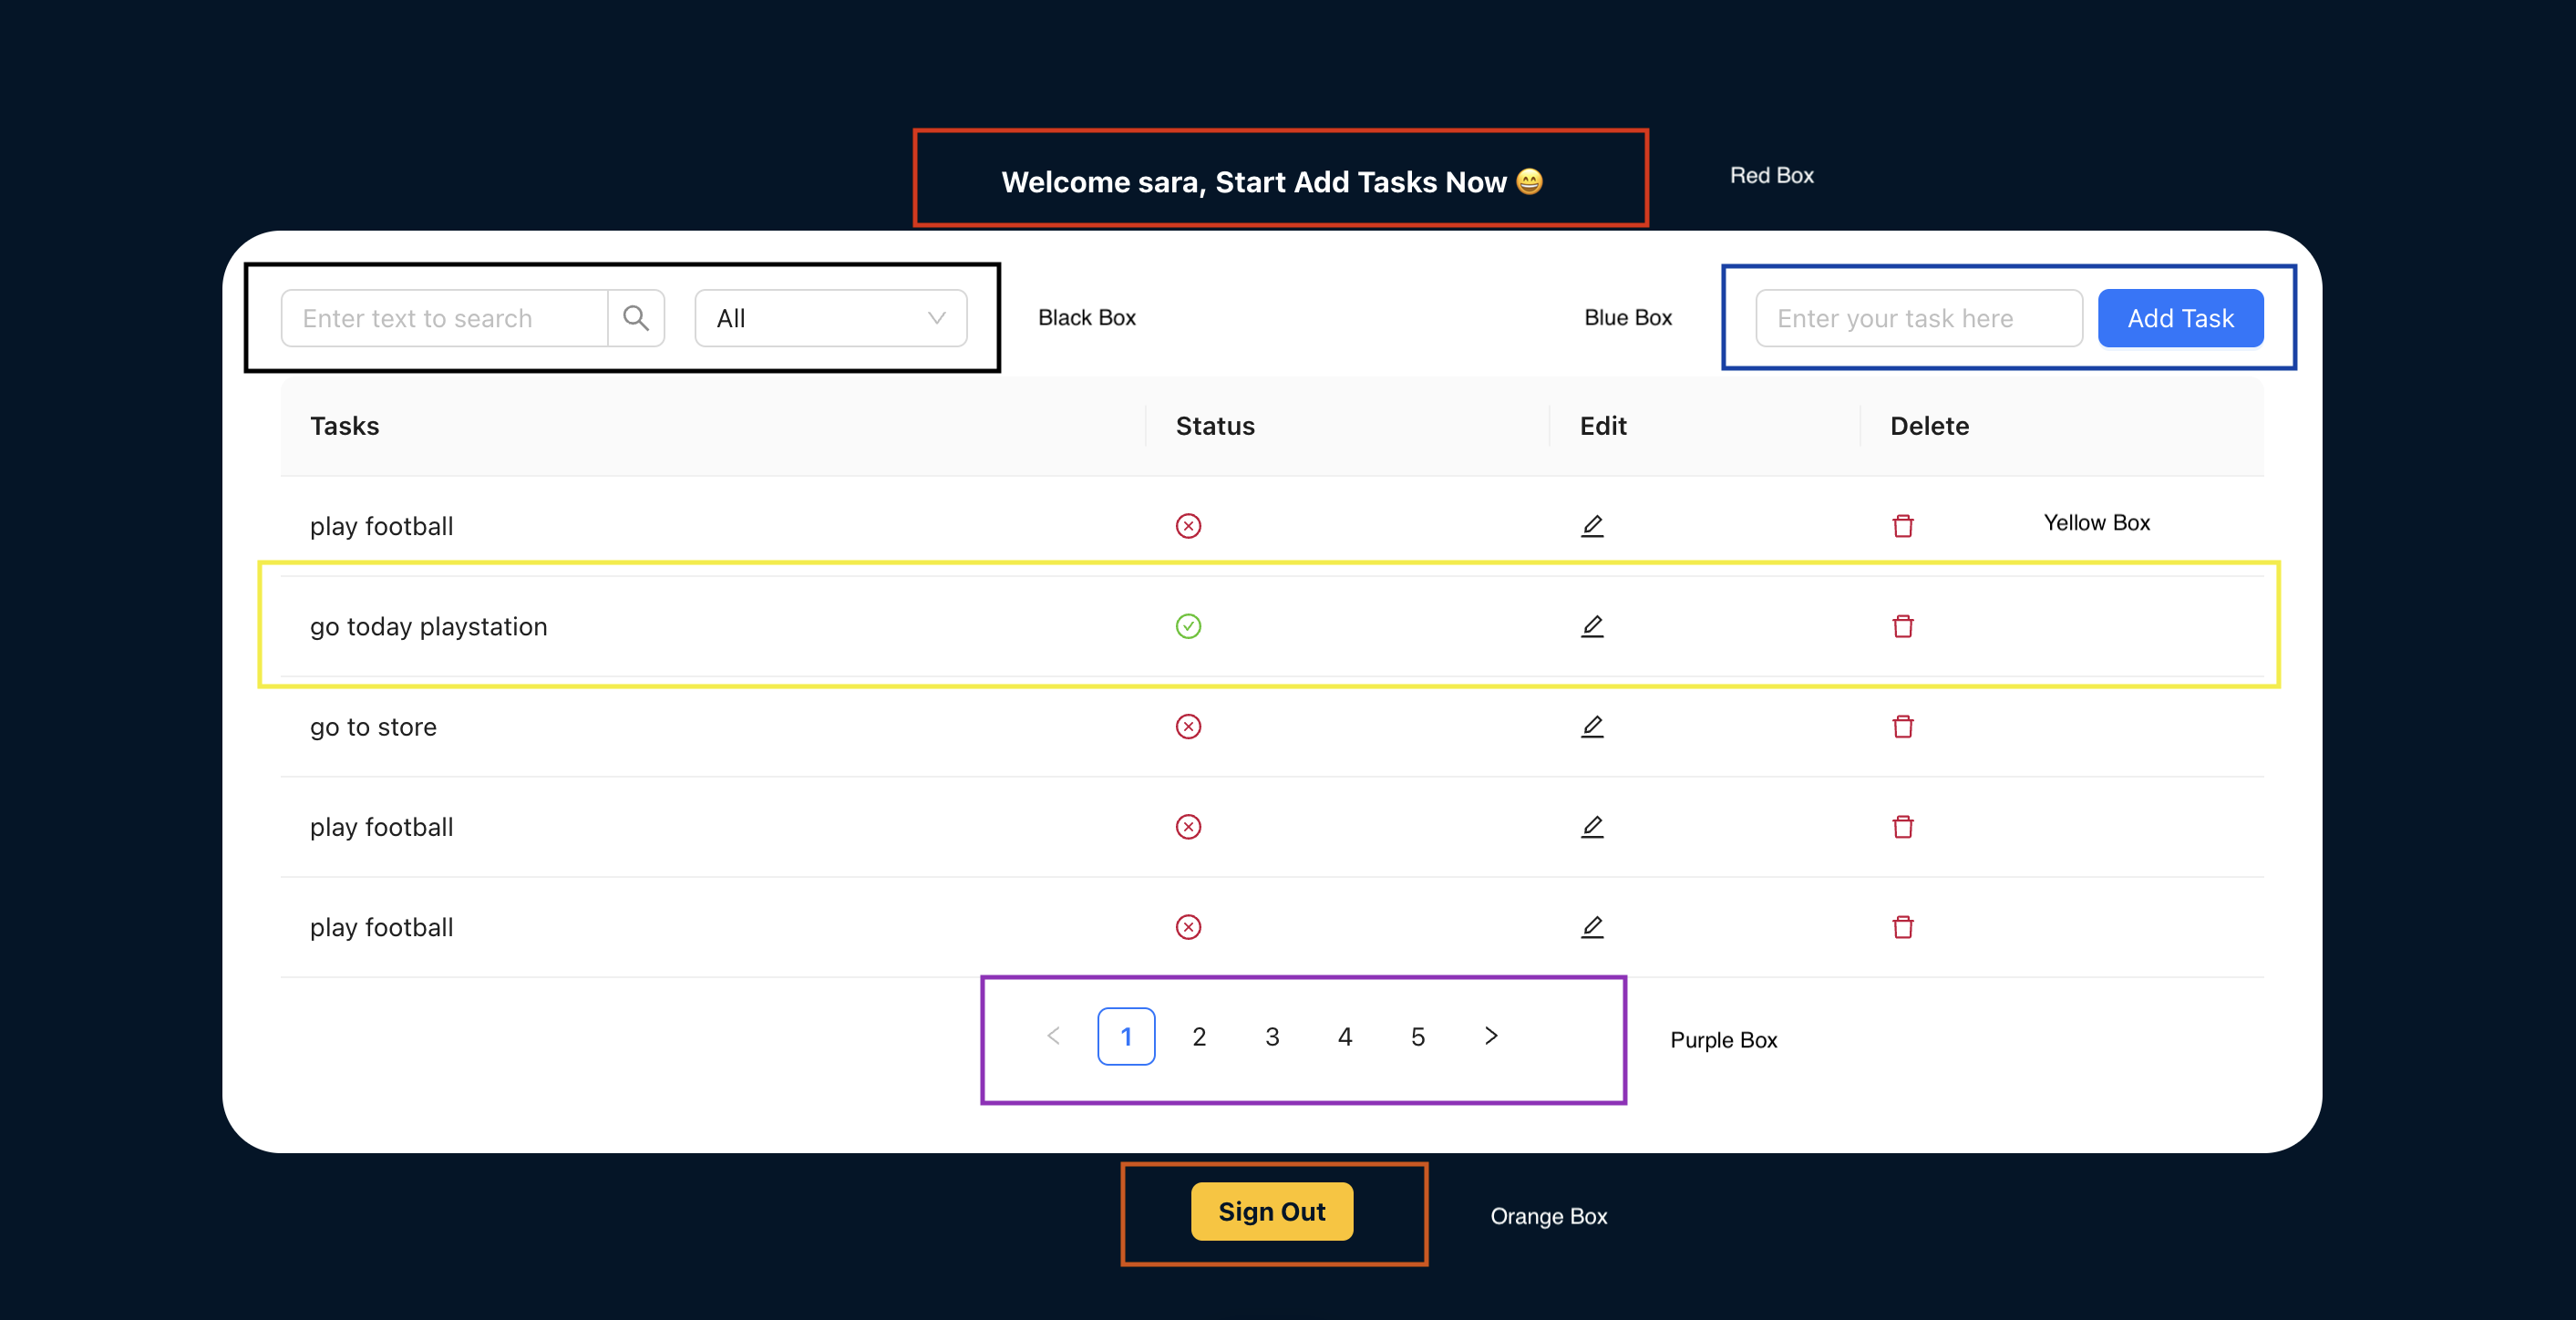 Welcome sara, Start Add Tasks Now 😄
Red Box
Enter text to search
All
Black Box
Blue Box
Enter your task here
Add Task
Tasks Status Edit Delete
play football
Yellow Box
go today playstation
go to store
play football
play football
1 2 3 4 5
Purple Box
Sign Out
Orange Box